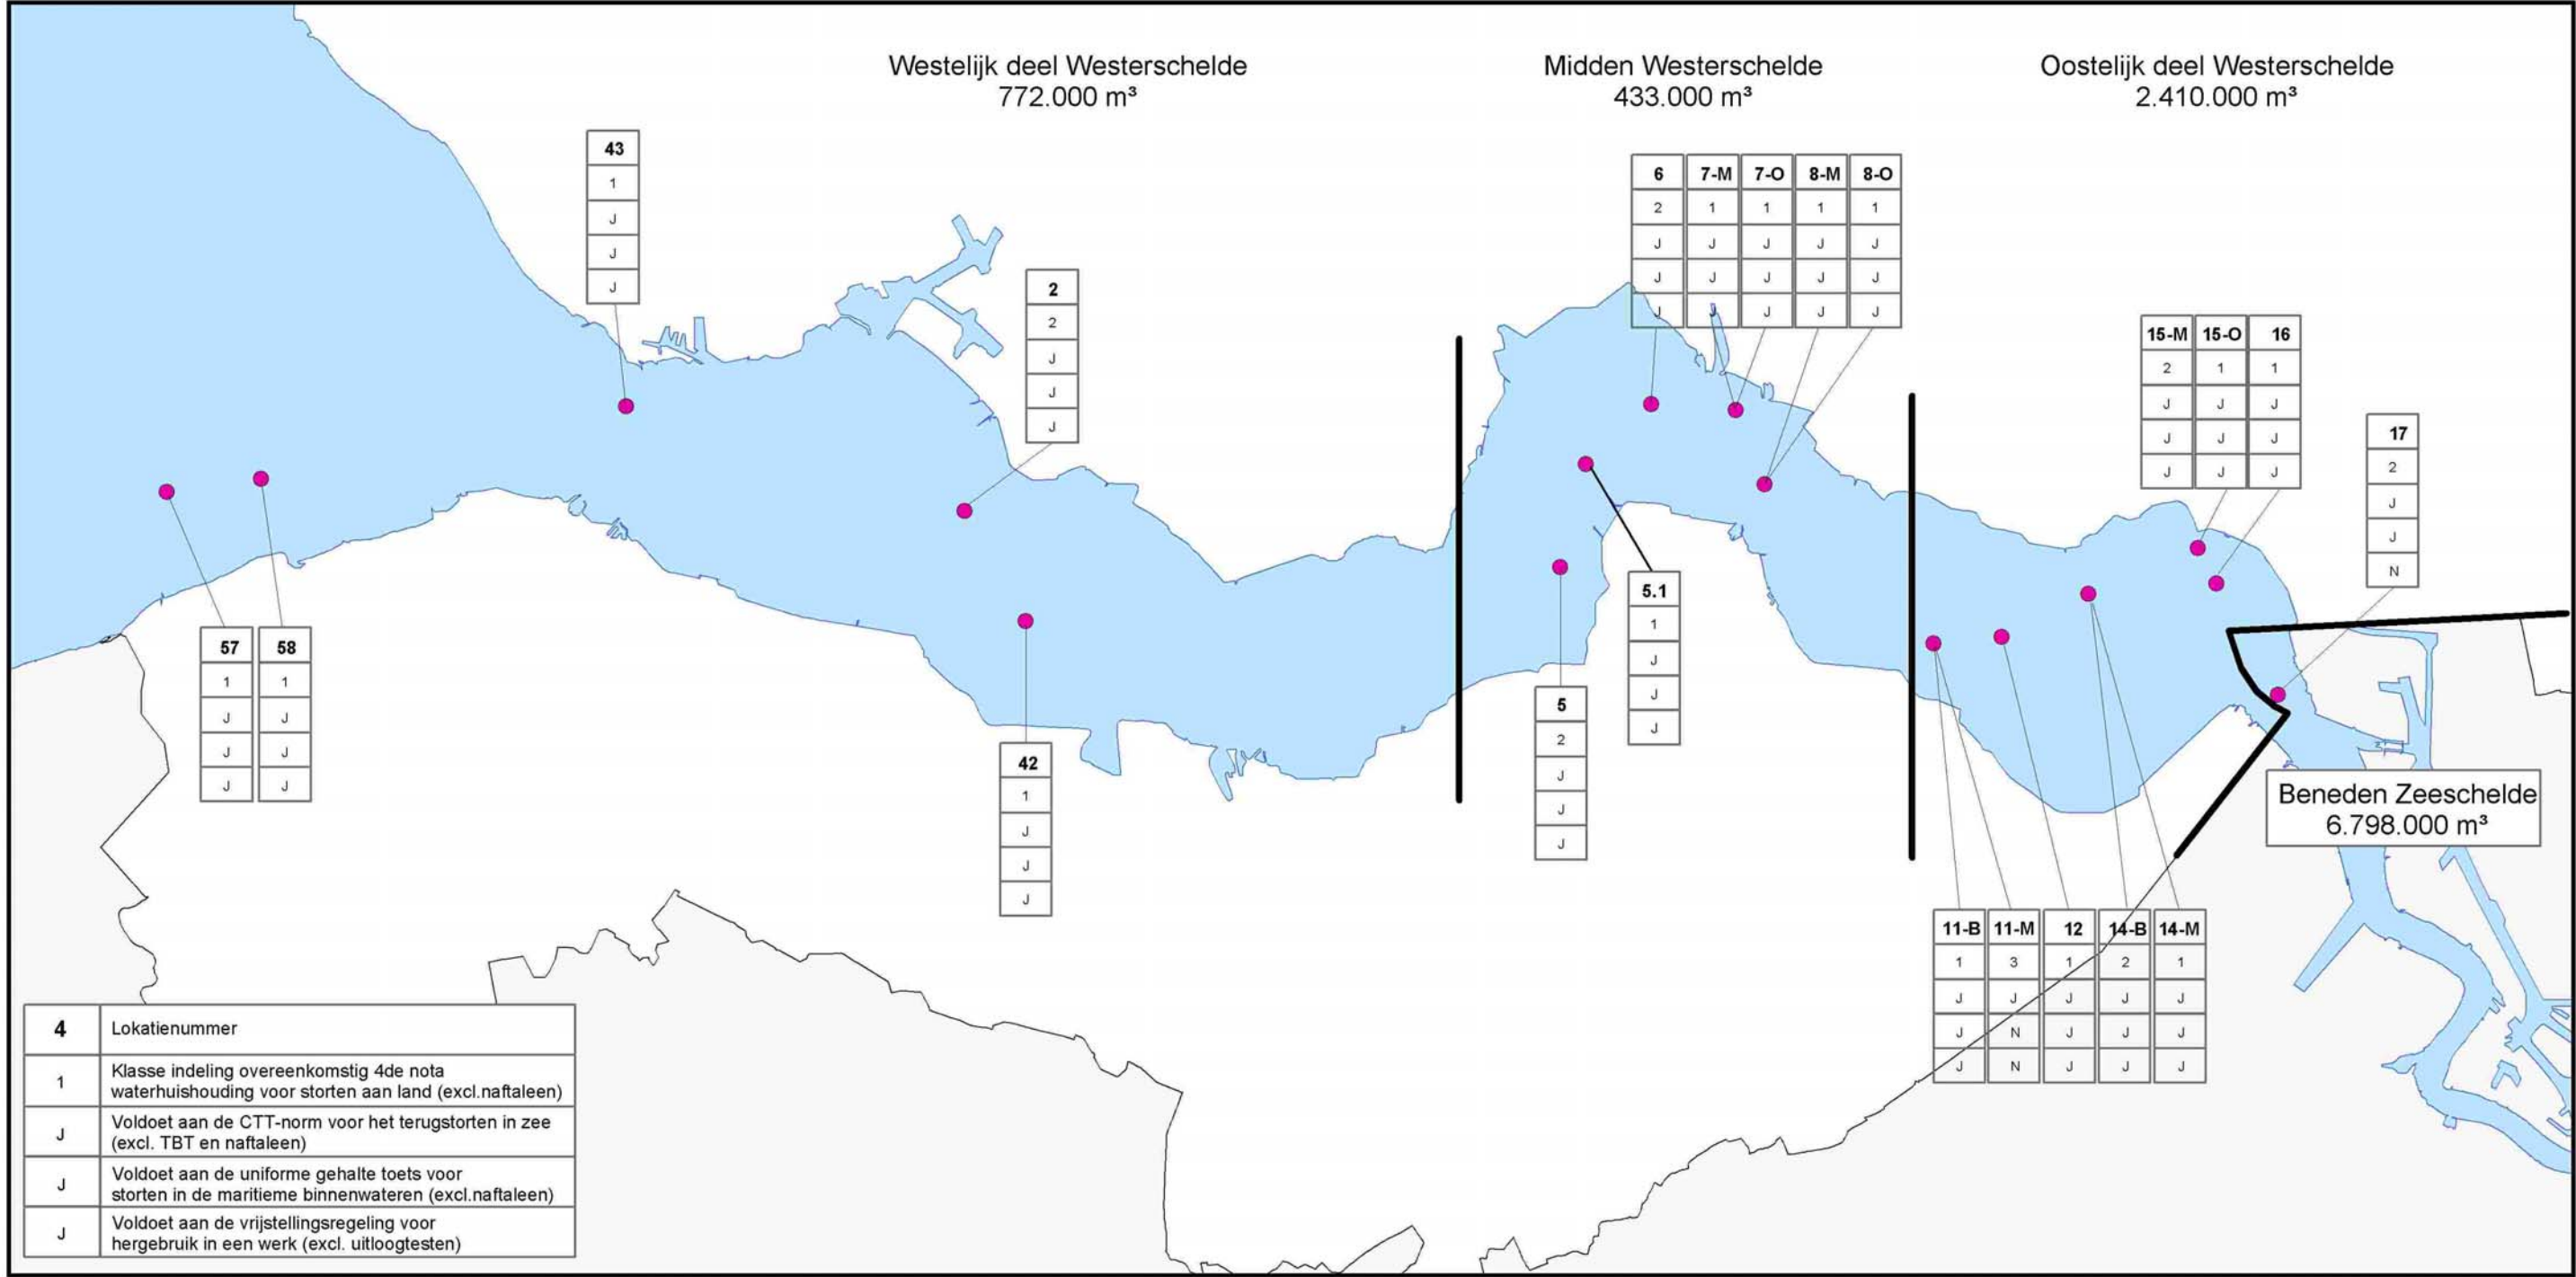 Westelijk deel Westerschelde
772.000 m³
Midden Westerschelde
433.000 m³
Oostelijk deel Westerschelde
2.410.000 m³
43
1
J
J
J
2
2
J
J
J
6 7-M 7-O 8-M 8-O
2 1 1 1 1
J J J J J
J J J J J
J J J J J
15-M 15-O 16
2 1 1
J J J
J J J
J J J
17
2
J
J
N
57 58
1 1
J J
J J
J J
42
1
J
J
J
5.1
1
J
J
J
5
2
J
J
J
Beneden Zeeschelde
6.798.000 m³
11-B 11-M 12 14-B 14-M
1 3 1 2 1
J J J J J
J N J J J
J N J J J
4 Lokatienummer
1 Klasse indeling overeenkomstig 4de nota
waterhuishouding voor storten aan land (excl.naftaleen)
J Voldoet aan de CTT-norm voor het terugstorten in zee
(excl. TBT en naftaleen)
J Voldoet aan de uniforme gehalte toets voor
storten in de maritieme binnenwateren (excl.naftaleen)
J Voldoet aan de vrijstellingsregeling voor
hergebruik in een werk (excl. uitloogtesten)